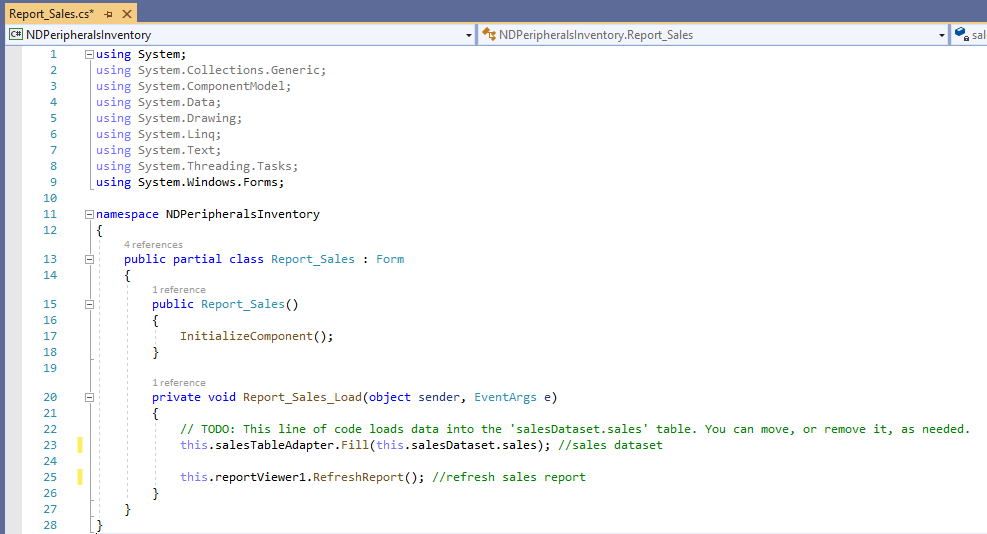 Report_Sales.cs*
C# NDPeripheralsInventory NDPeripheralsInventory.Report_Sales sal
1 using System;
2 using System.Collections.Generic;
3 using System.ComponentModel;
4 using System.Data;
5 using System.Drawing;
6 using System.Linq;
7 using System.Text;
8 using System.Threading.Tasks;
9 using System.Windows.Forms;
10
11 namespace NDPeripheralsInventory
12 {
4 references
13 public partial class Report_Sales : Form
14 {
1 reference
15 public Report_Sales()
16 {
17 InitializeComponent();
18 }
19
1 reference
20 private void Report_Sales_Load(object sender, EventArgs e)
21 {
22 // TODO: This line of code loads data into the 'salesDataset.sales' table. You can move, or remove it, as needed.
23 this.salesTableAdapter.Fill(this.salesDataset.sales); //sales dataset
24
25 this.reportViewer1.RefreshReport(); //refresh sales report
26 }
27 }
28 }